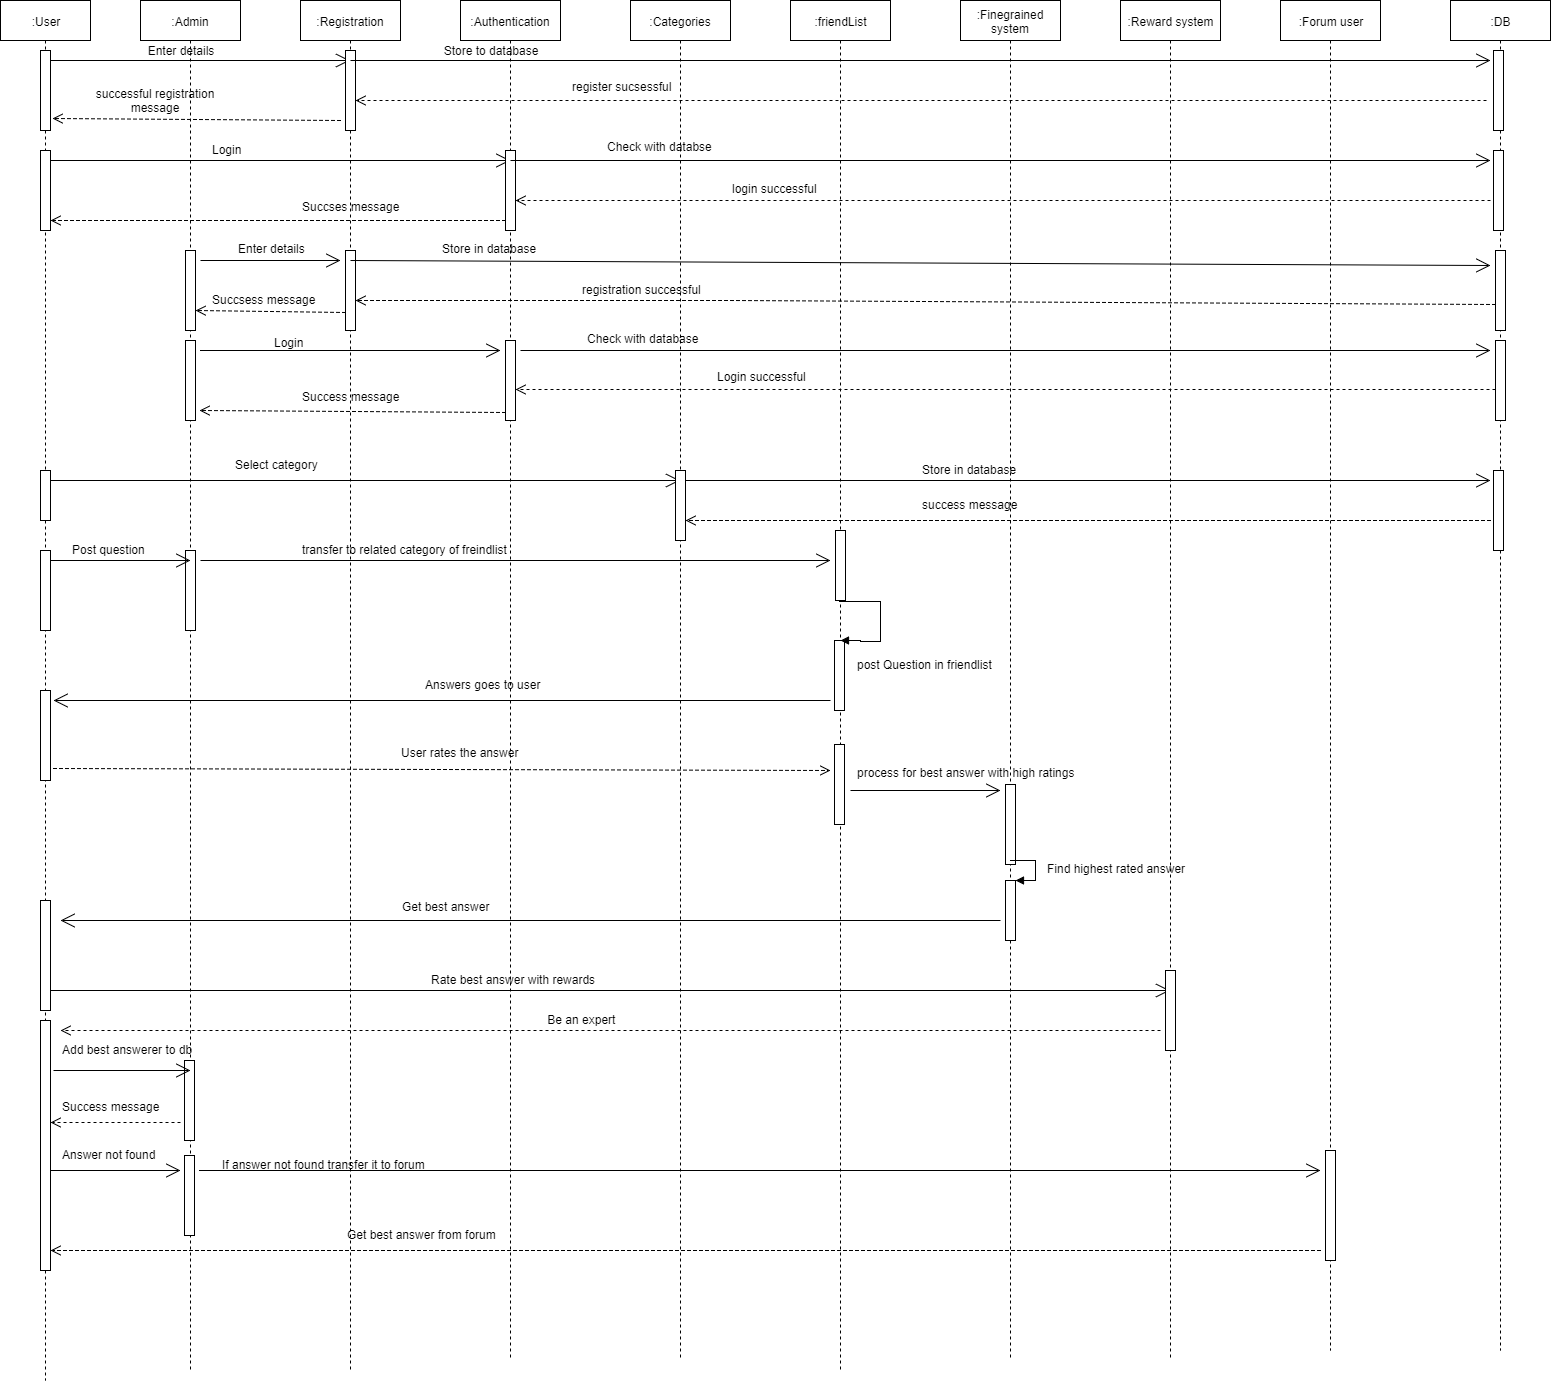 :User
:Admin
:Registration
:Authentication
:Categories
:friendList
:Finegrained
system
:Reward system
:Forum user
:DB
Enter details
Store to database
register sucsessful
successful registration
message
Login
Check with databse
login successful
Succses message
Enter details
Store in database
registration successful
Succsess message
Login
Check with database
Login successful
Success message
Select category
Store in database
success message
Post question
transfer to related category of freindlist
post Question in friendlist
Answers goes to user
User rates the answer
process for best answer with high ratings
Find highest rated answer
Get best answer
Rate best answer with rewards
Be an expert
Add best answerer to db
Success message
Answer not found
If answer not found transfer it to forum
Get best answer from forum